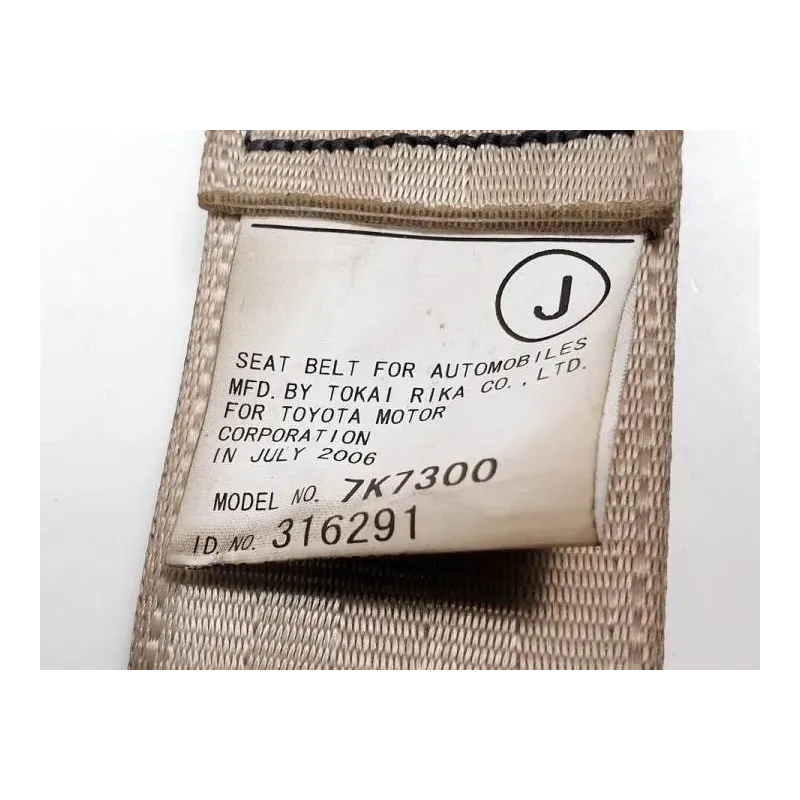 J
SEAT BELT FOR AUTOMOBILES
MFD. BY TOKAI RIKA CO., LTD.
FOR TOYOTA MOTOR
CORPORATION
IN JULY 2006
MODEL NO. 7K7300
ID. NO. 316291